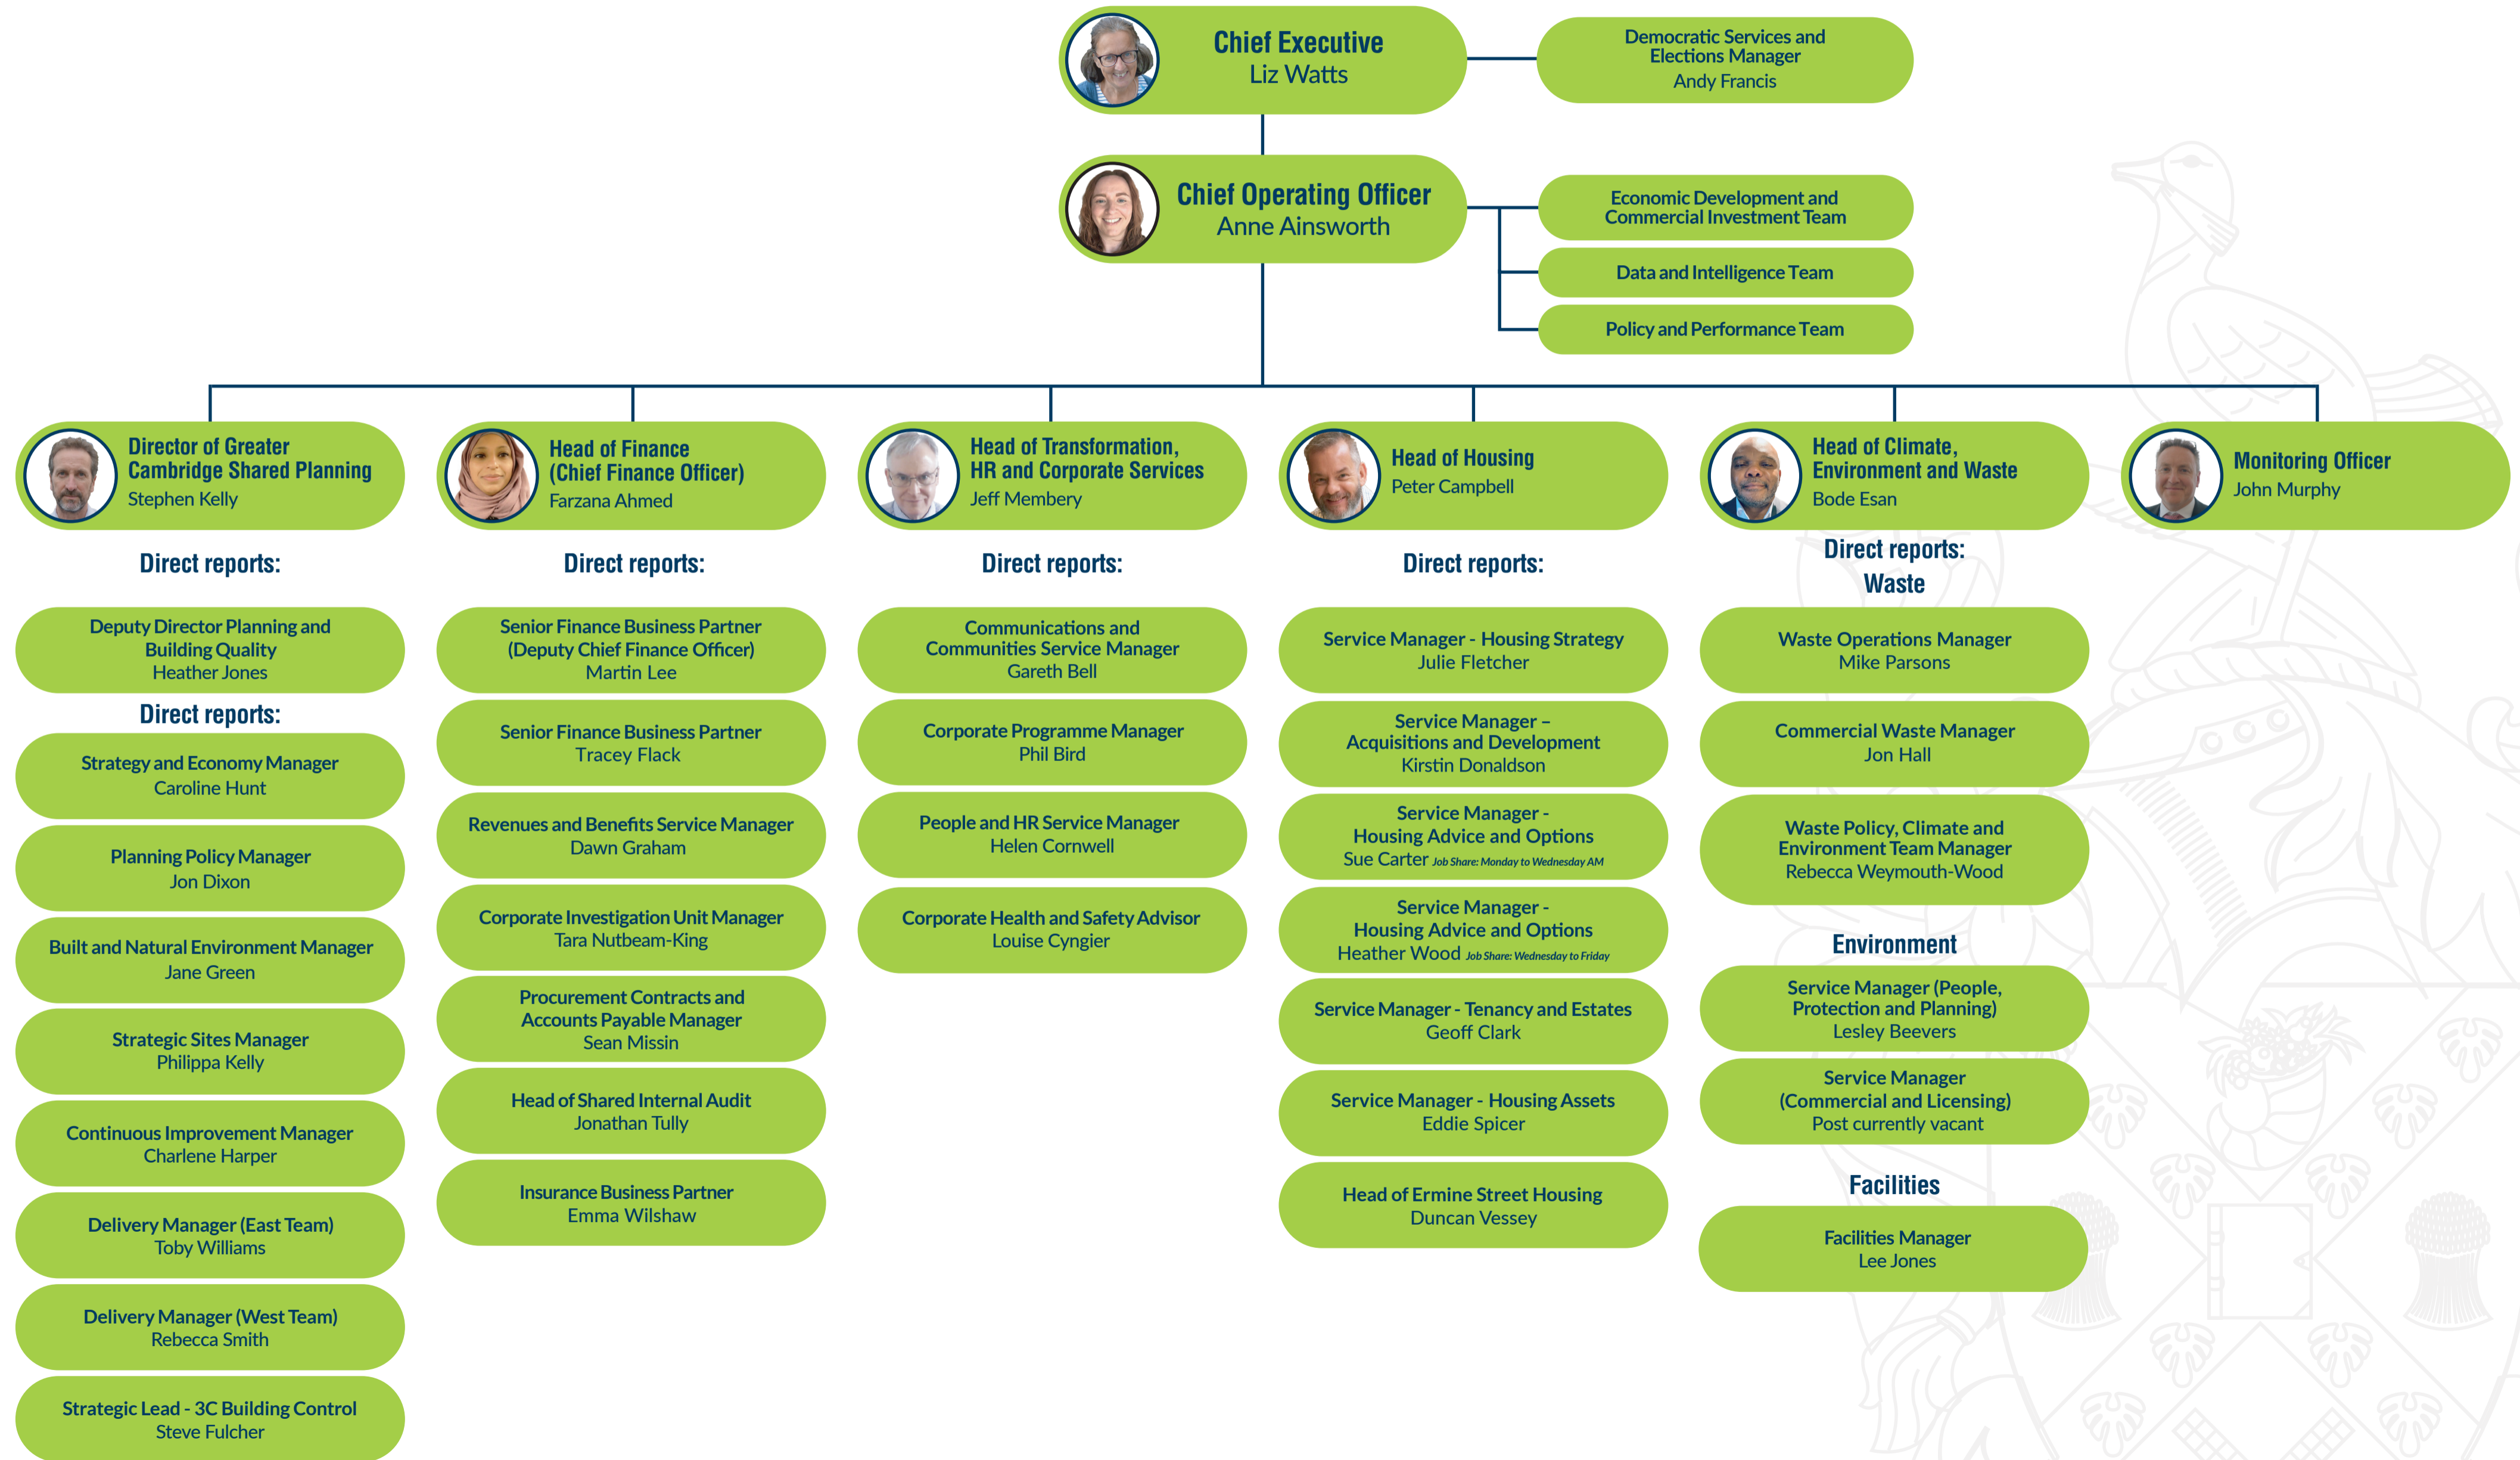 Chief Executive
Liz Watts
Democratic Services and
Elections Manager
Andy Francis
Chief Operating Officer
Anne Ainsworth
Economic Development and
Commercial Investment Team
Data and Intelligence Team
Policy and Performance Team
Director of Greater
Cambridge Shared Planning
Stephen Kelly
Direct reports:
Deputy Director Planning and
Building Quality
Heather Jones
Direct reports:
Strategy and Economy Manager
Caroline Hunt
Planning Policy Manager
Jon Dixon
Built and Natural Environment Manager
Jane Green
Strategic Sites Manager
Philippa Kelly
Continuous Improvement Manager
Charlene Harper
Delivery Manager (East Team)
Toby Williams
Delivery Manager (West Team)
Rebecca Smith
Strategic Lead - 3C Building Control
Steve Fulcher
Head of Finance
(Chief Finance Officer)
Farzana Ahmed
Direct reports:
Senior Finance Business Partner
(Deputy Chief Finance Officer)
Martin Lee
Senior Finance Business Partner
Tracey Flack
Revenues and Benefits Service Manager
Dawn Graham
Corporate Investigation Unit Manager
Tara Nutbeam-King
Procurement Contracts and
Accounts Payable Manager
Sean Missin
Head of Shared Internal Audit
Jonathan Tully
Insurance Business Partner
Emma Wilshaw
Head of Transformation,
HR and Corporate Services
Jeff Membery
Direct reports:
Communications and
Communities Service Manager
Gareth Bell
Corporate Programme Manager
Phil Bird
People and HR Service Manager
Helen Cornwell
Corporate Health and Safety Advisor
Louise Cyngier
Head of Housing
Peter Campbell
Direct reports:
Service Manager - Housing Strategy
Julie Fletcher
Service Manager –
Acquisitions and Development
Kirstin Donaldson
Service Manager -
Housing Advice and Options
Sue Carter Job Share: Monday to Wednesday AM
Service Manager -
Housing Advice and Options
Heather Wood Job Share: Wednesday to Friday
Service Manager - Tenancy and Estates
Geoff Clark
Service Manager - Housing Assets
Eddie Spicer
Head of Ermine Street Housing
Duncan Vessey
Head of Climate,
Environment and Waste
Bode Esan
Direct reports:
Waste
Waste Operations Manager
Mike Parsons
Commercial Waste Manager
Jon Hall
Waste Policy, Climate and
Environment Team Manager
Rebecca Weymouth-Wood
Environment
Service Manager (People,
Protection and Planning)
Lesley Beevers
Service Manager
(Commercial and Licensing)
Post currently vacant
Facilities
Facilities Manager
Lee Jones
Monitoring Officer
John Murphy